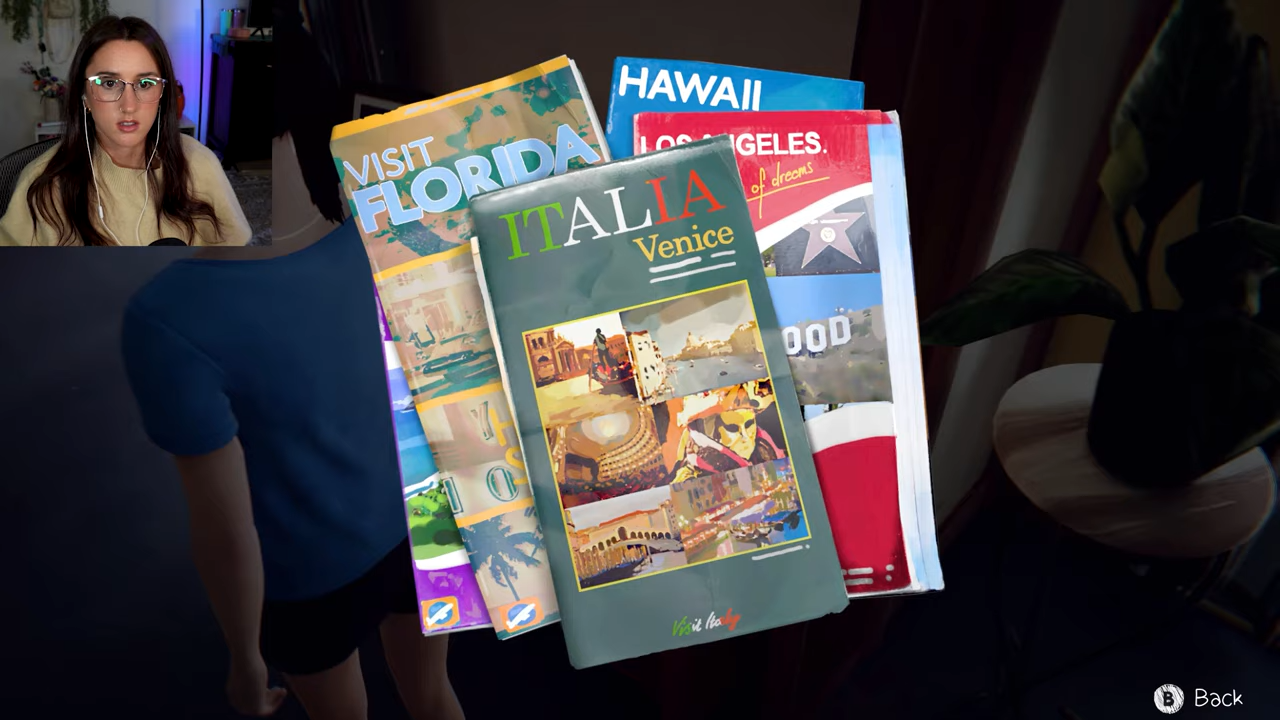 HAWAII
LOS ANGELES.
of dreams
VISIT
FLORIDA
ITALIA
Venice
OOD
Visit Italy
B Back